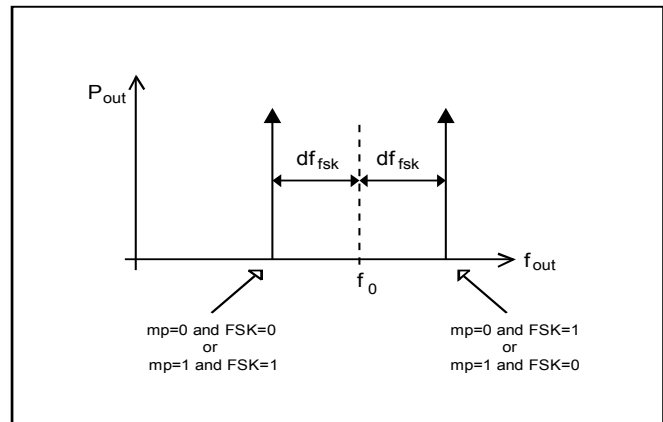 Pout
dffsk dffsk
fout
f0
mp=0 and FSK=0
or
mp=1 and FSK=1
mp=0 and FSK=1
or
mp=1 and FSK=0